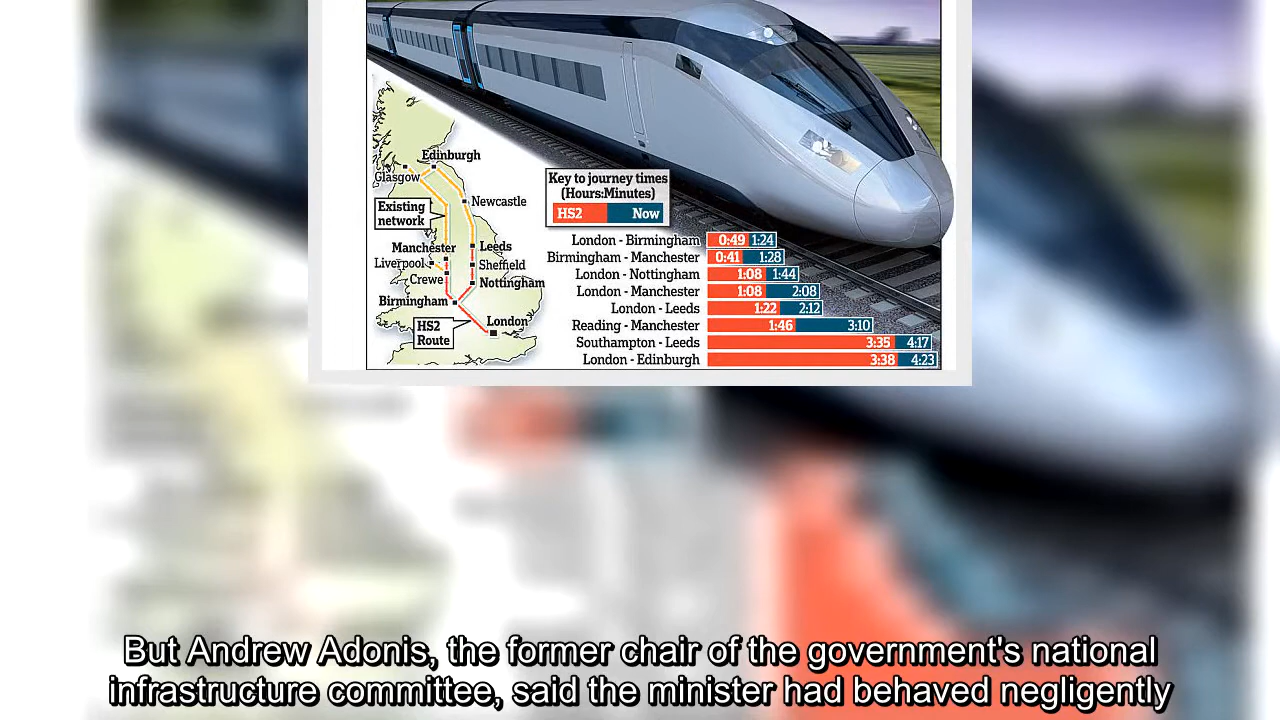 Edinburgh
Glasgow
Existing
network
Newcastle
Manchester
Leeds
Liverpool
Sheffield
Crewe
Nottingham
Birmingham
HS2
Route
London
Key to journey times
(Hours:Minutes)
HS2 Now
London - Birmingham 0:49 1:24
Birmingham - Manchester 0:41 1:28
London - Nottingham 1:08 1:44
London - Manchester 1:08 2:08
London - Leeds 1:22 2:12
Reading - Manchester 1:46 3:10
Southampton - Leeds 3:35 4:17
London - Edinburgh 3:38 4:23
But Andrew Adonis, the former chair of the government's national
infrastructure committee, said the minister had behaved negligently